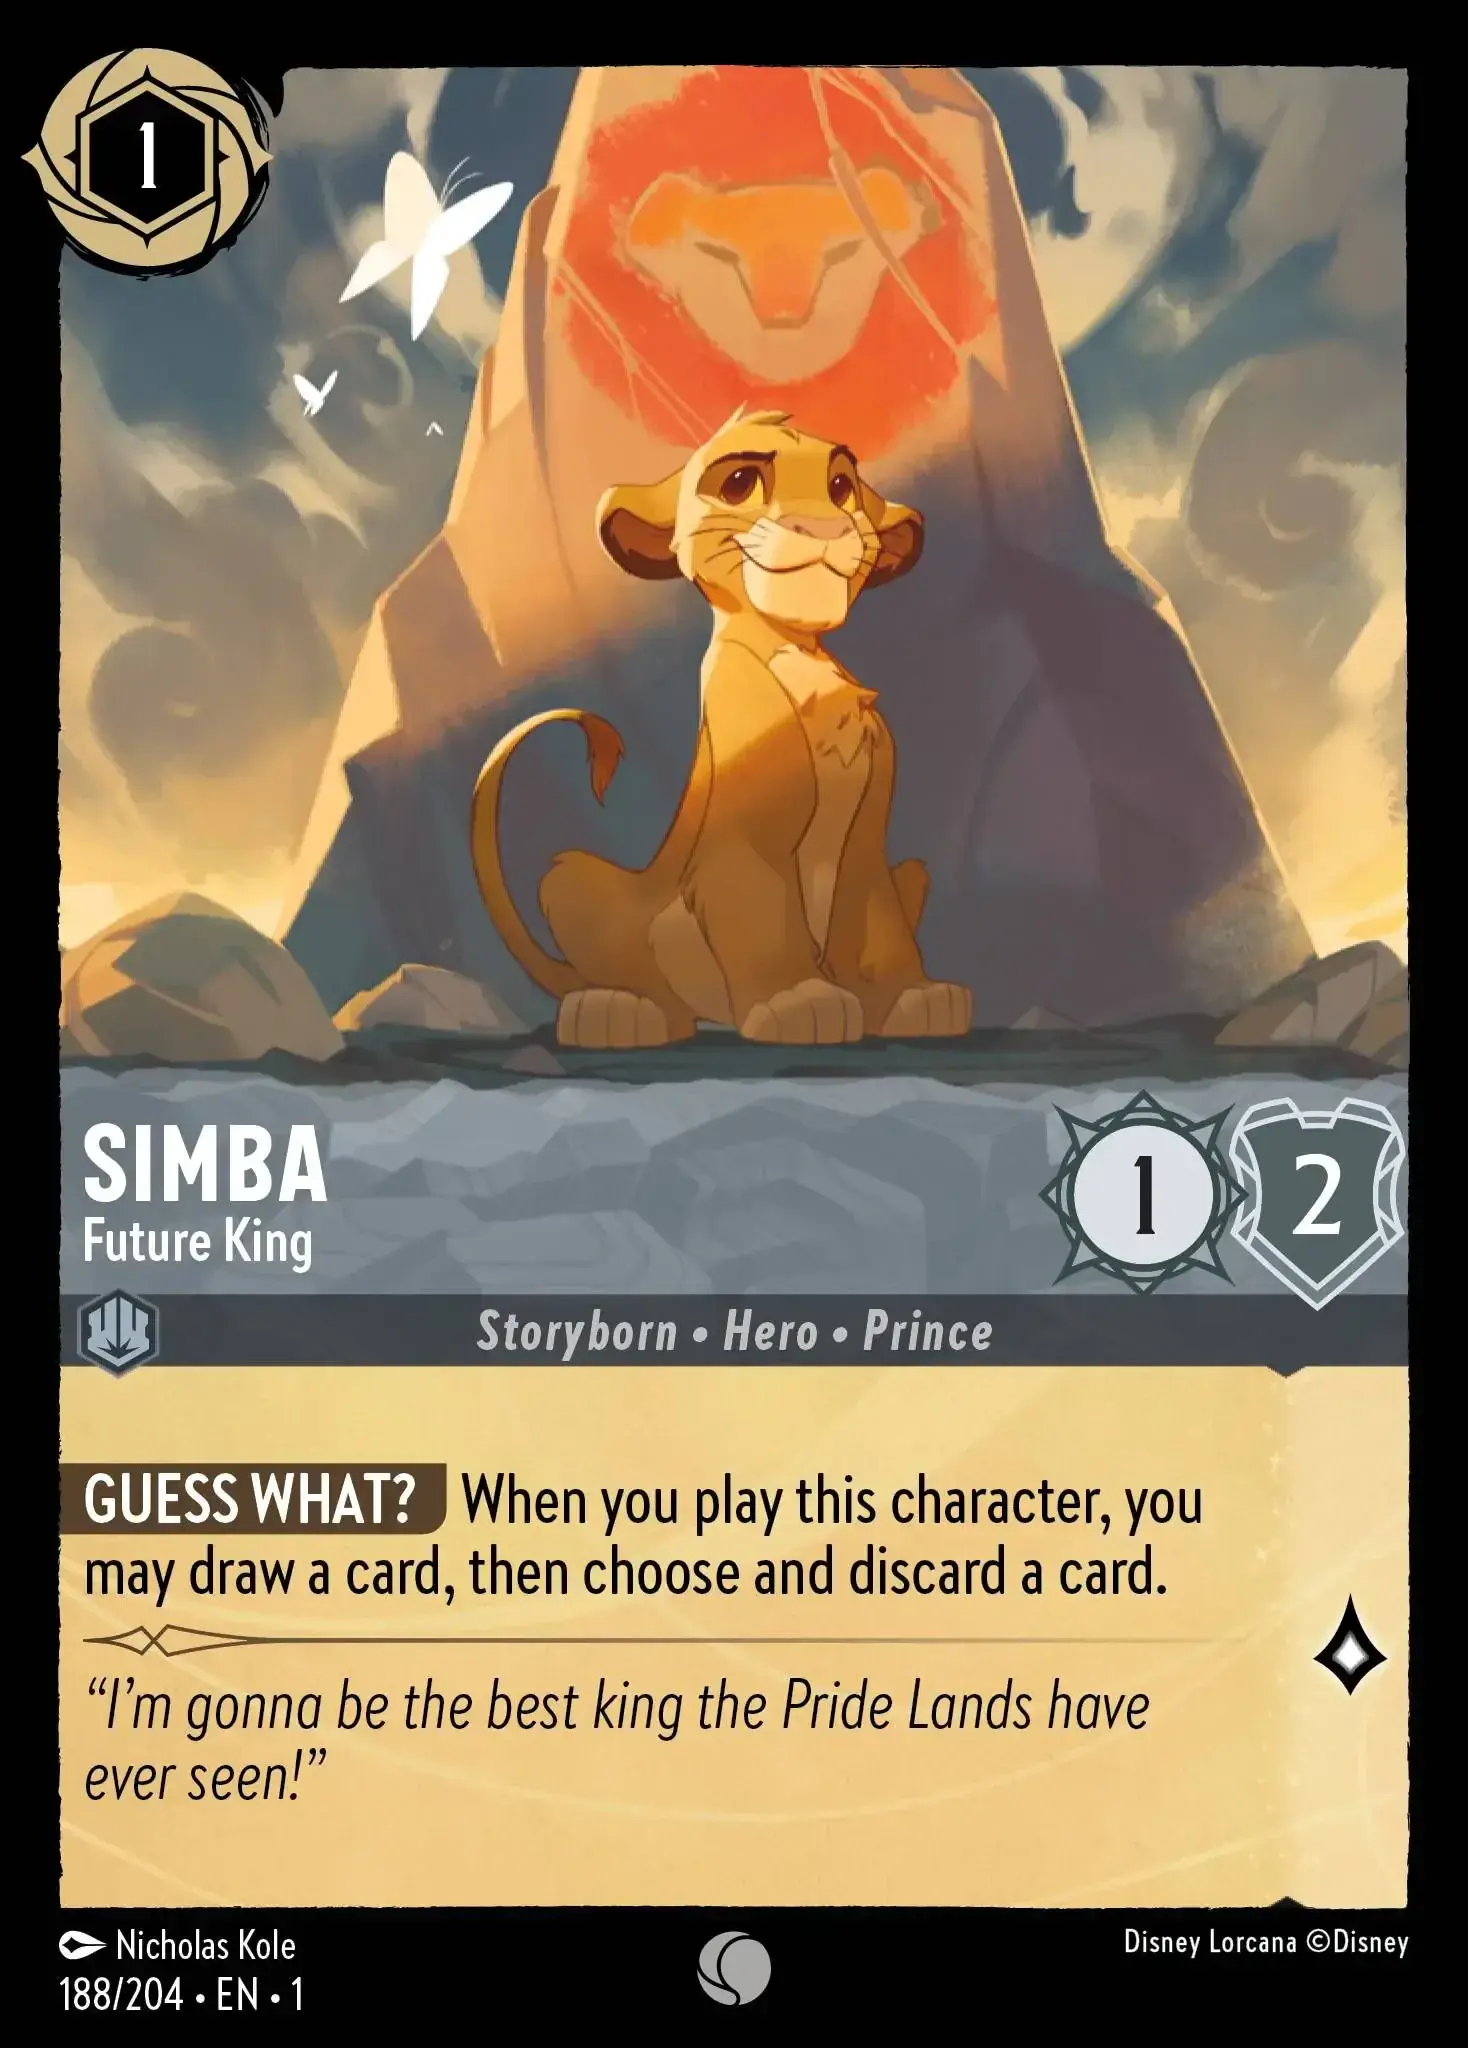 1
SIMBA
Future King
1
2
Storyborn • Hero • Prince
GUESS WHAT? When you play this character, you
may draw a card, then choose and discard a card.
“I’m gonna be the best king the Pride Lands have
ever seen!”
Nicholas Kole
Disney Lorcana ©Disney
188/204 • EN • 1